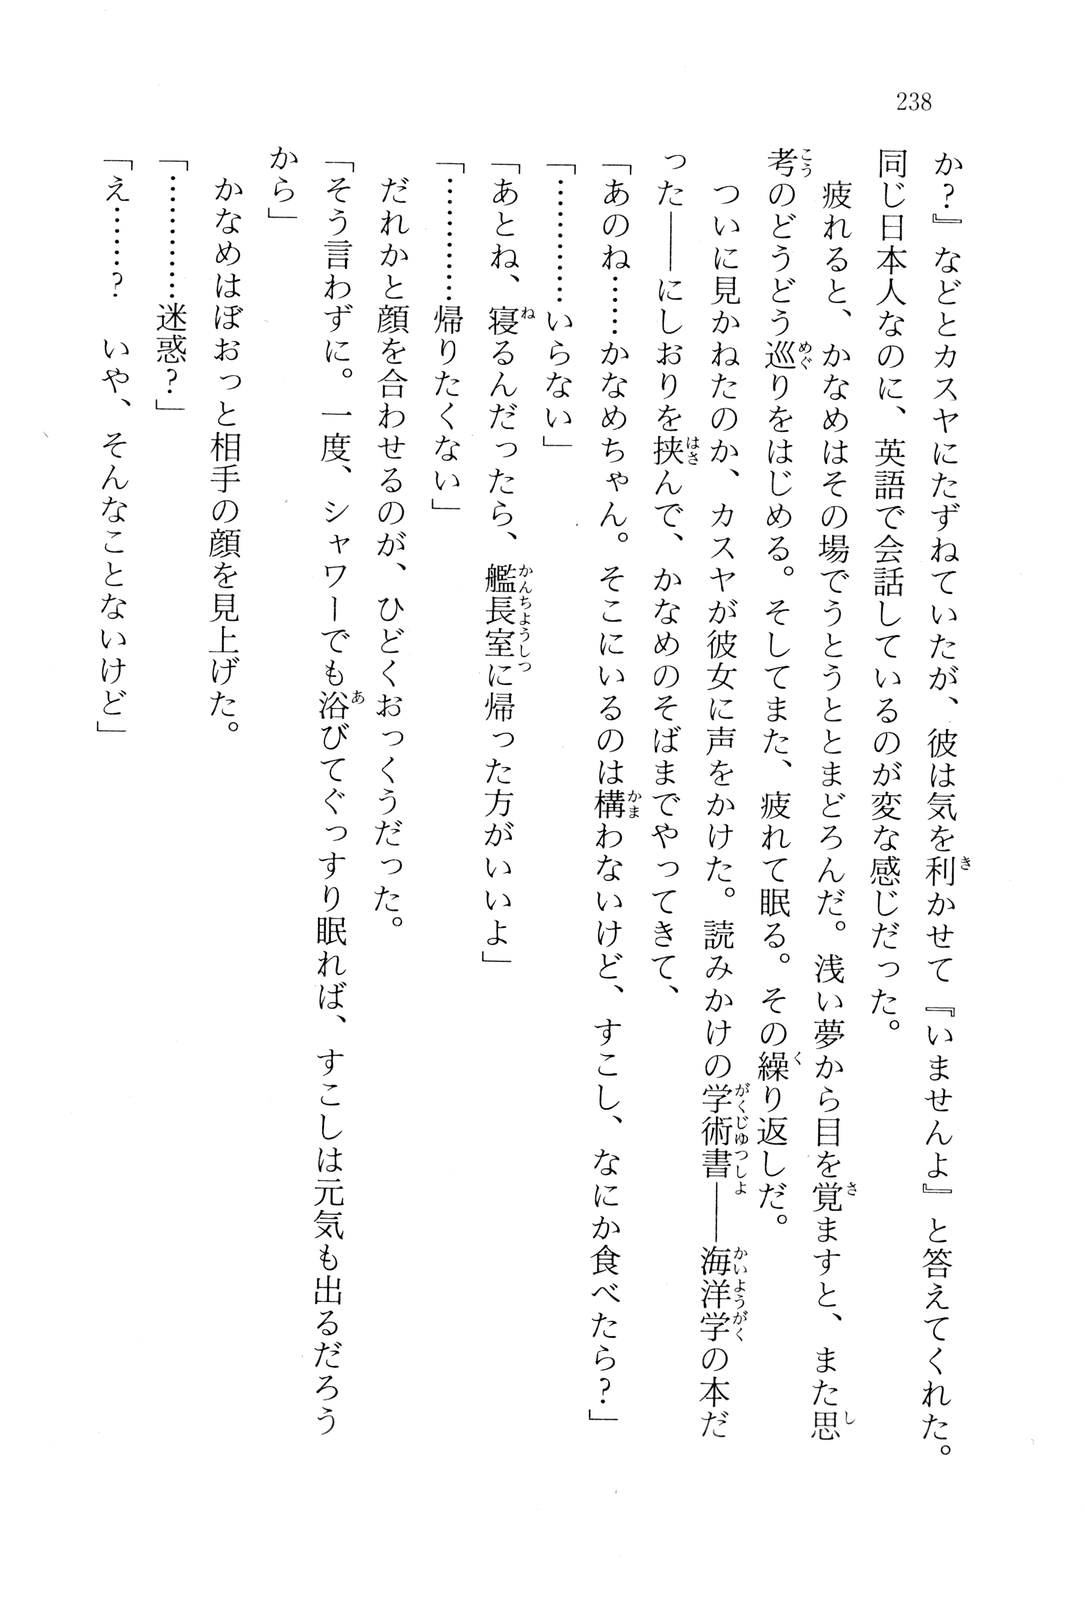 238
か？』などとカスヤにたずねていたが、彼は気を利かせて『いませんよ』と答えてくれた。
同じ日本人なのに、英語で会話しているのが変な感じだった。
　疲れると、かなめはその場でうとうととまどろんだ。浅い夢から目を覚ますと、また思
考のどうどう巡りをはじめる。そしてまた、疲れて眠る。その繰り返しだ。
　ついに見かねたのか、カスヤが彼女に声をかけた。読みかけの学術書――海洋学の本だ
った――にしおりを挟んで、かなめのそばまでやってきて、
「あのね……かなめちゃん。そこにいるのは構わないけど、すこし、なにか食べたら？」
「…………いらない」
「あとね、寝るんだったら、艦長室に帰った方がいいよ」
「…………帰りたくない」
　だれかと顔を合わせるのが、ひどくおっくうだった。
「そう言わずに。一度、シャワーでも浴びてぐっすり眠れば、すこしは元気も出るだろう
から」
　かなめはぼおっと相手の顔を見上げた。
「…………迷惑？」
「え……？　いや、そんなことないけど」